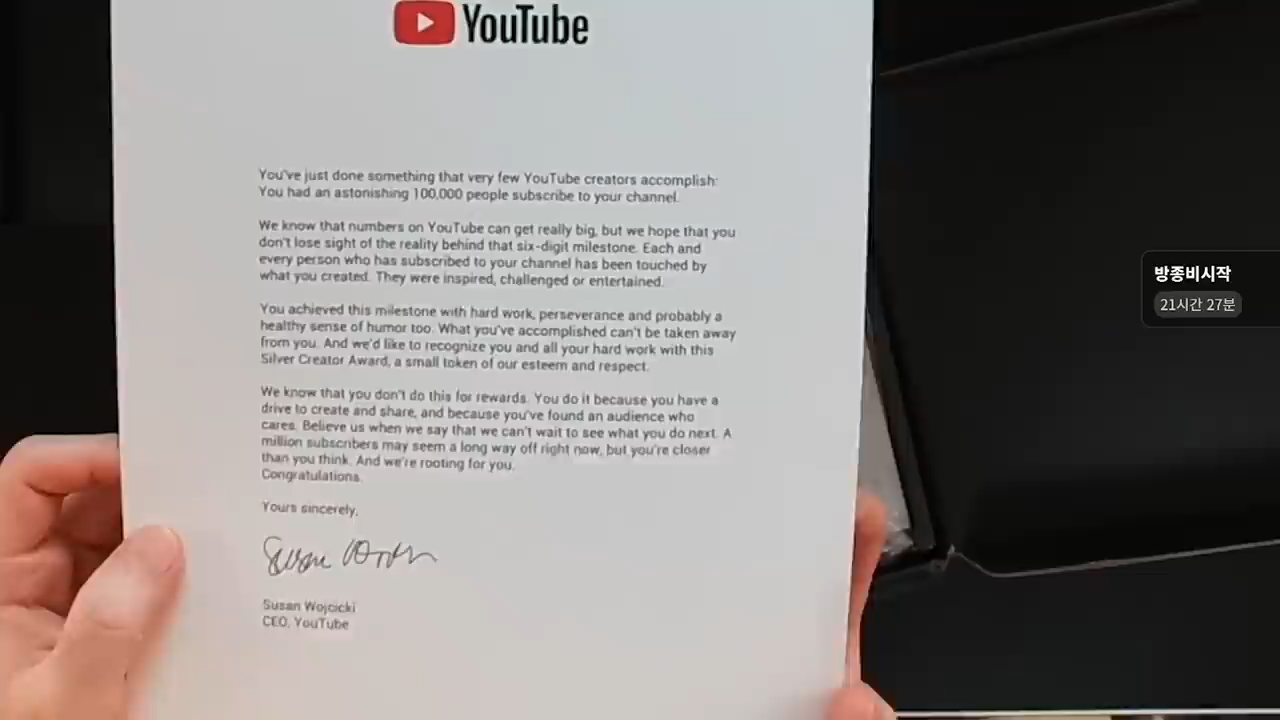 YouTube
You've just done something that very few YouTube creators accomplish:
You had an astonishing 100,000 people subscribe to your channel.
We know that numbers on YouTube can get really big, but we hope that you
don't lose sight of the reality behind that six-digit milestone. Each and
every person who has subscribed to your channel has been touched by
what you created. They were inspired, challenged or entertained.
You achieved this milestone with hard work, perseverance and probably a
healthy sense of humor too. What you've accomplished can't be taken away
from you. And we'd like to recognize you and all your hard work with this
Silver Creator Award, a small token of our esteem and respect.
We know that you don't do this for rewards. You do it because you have a
drive to create and share, and because you've found an audience who
cares. Believe us when we say that we can't wait to see what you do next. A
million subscribers may seem a long way off right now, but you're closer
than you think. And we're rooting for you.
Congratulations.
Yours sincerely,
Susan Wojcicki
CEO, YouTube
방종비시작
21시간 27분